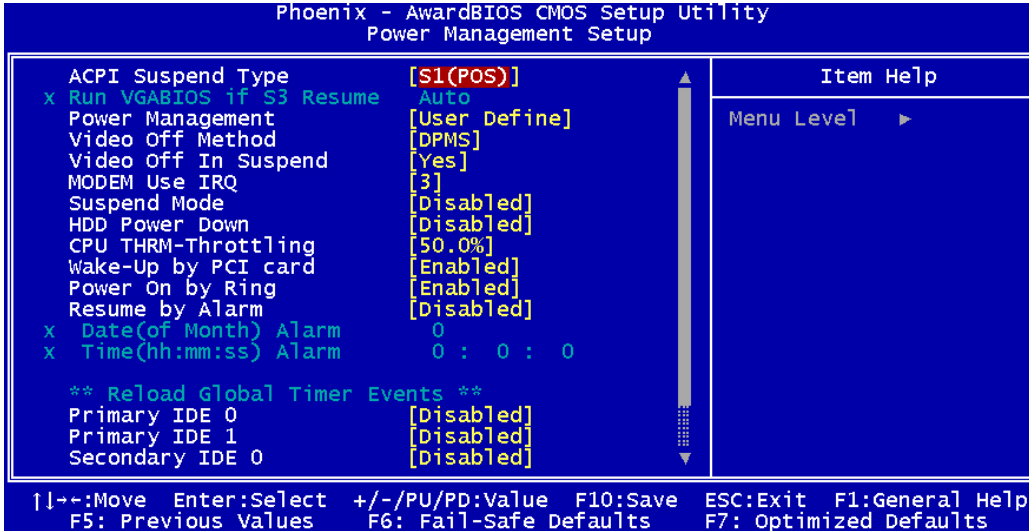 Phoenix - AwardBIOS CMOS Setup Utility
Power Management Setup
ACPI Suspend Type [S1(POS)]
x Run VGABIOS if S3 Resume Auto
Power Management [User Define]
Video Off Method [DPMS]
Video Off In Suspend [Yes]
MODEM Use IRQ [3]
Suspend Mode [Disabled]
HDD Power Down [Disabled]
CPU THRM-Throttling [50.0%]
Wake-Up by PCI card [Enabled]
Power On by Ring [Enabled]
Resume by Alarm [Disabled]
x Date(of Month) Alarm 0
x Time(hh:mm:ss) Alarm 0 : 0 : 0
** Reload Global Timer Events **
Primary IDE 0 [Disabled]
Primary IDE 1 [Disabled]
Secondary IDE 0 [Disabled]
Item Help
Menu Level ►
↑↓→←:Move Enter:Select +/-/PU/PD:Value F10:Save ESC:Exit F1:General Help
F5: Previous Values F6: Fail-Safe Defaults F7: Optimized Defaults